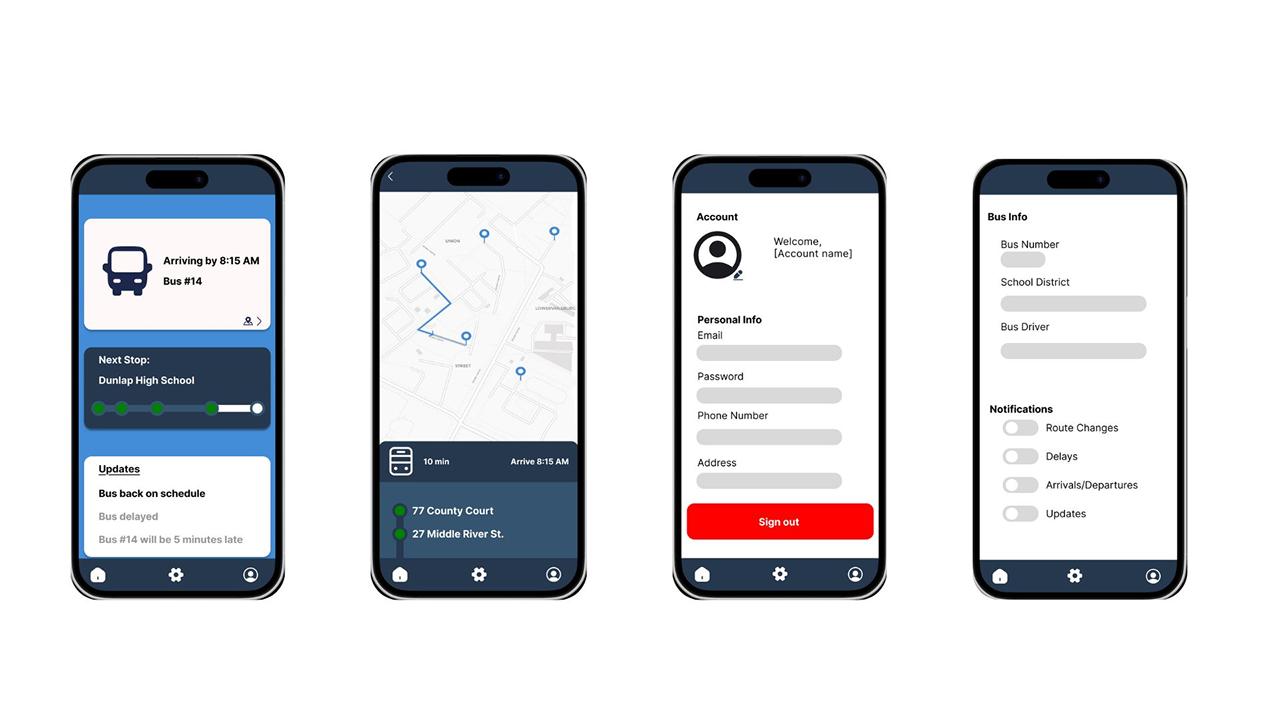 Arriving by 8:15 AM
Bus #14
Next Stop:
Dunlap High School
Updates
Bus back on schedule
Bus delayed
Bus #14 will be 5 minutes late
UNION
STREET
10 min
Arrive 8:15 AM
77 County Court
27 Middle River St.
Account
Welcome,
[Account name]
Personal Info
Email
Password
Phone Number
Address
Sign out
Bus Info
Bus Number
School District
Bus Driver
Notifications
Route Changes
Delays
Arrivals/Departures
Updates